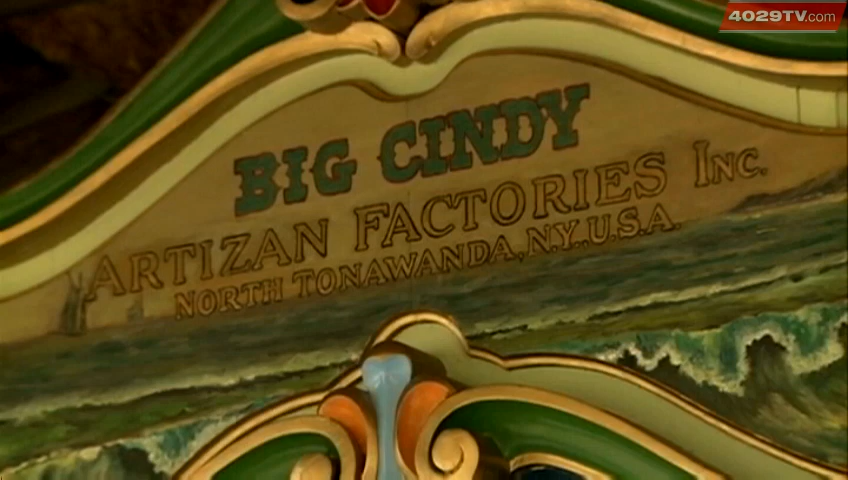 4029TV.com
BIG CINDY
ARTIZAN FACTORIES INC.
NORTH TONAWANDA, N.Y., U.S.A.